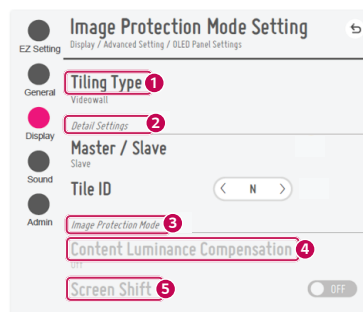 Image Protection Mode Setting
Display / Advanced Setting / OLED Panel Settings
EZ Setting
General
Display
Sound
Admin
Tiling Type 1
Videowall
Detail Settings 2
Master / Slave
Slave
Tile ID
< N >
Image Protection Mode 3
Content Luminance Compensation 4
Off
Screen Shift 5
OFF